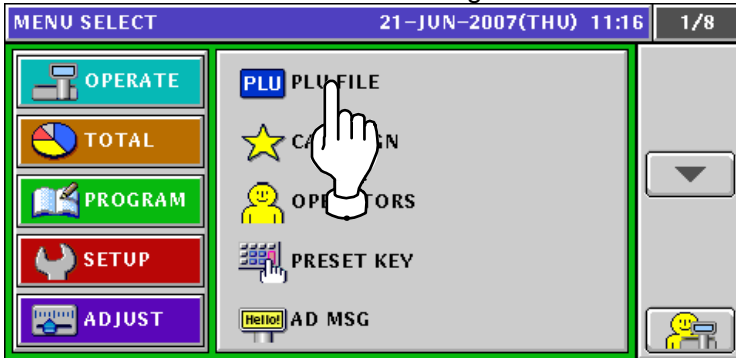 MENU SELECT 21-JUN-2007(THU) 11:16 1/8
OPERATE
PLU PLU FILE
TOTAL
PROGRAM
SETUP
PRESET KEY
ADJUST
Hello! AD MSG